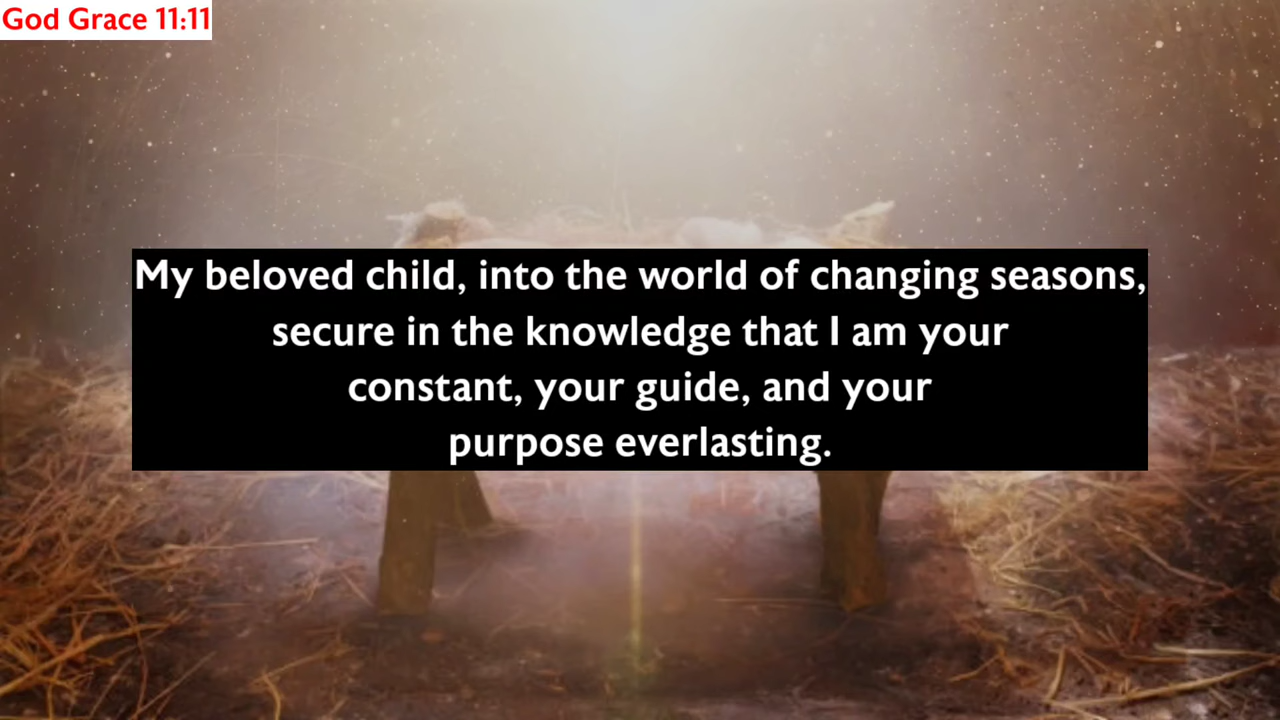 God Grace 11:11
My beloved child, into the world of changing seasons,
secure in the knowledge that I am your
constant, your guide, and your
purpose everlasting.